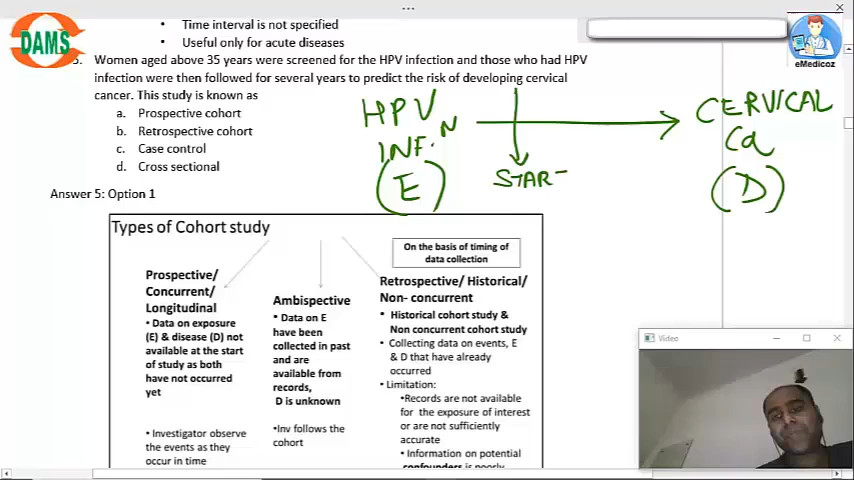 Time interval is not specified
• Useful only for acute diseases
DAMS
eMedicoz
Women aged above 35 years were screened for the HPV infection and those who had HPV
infection were then followed for several years to predict the risk of developing cervical
cancer. This study is known as
a. Prospective cohort
b. Retrospective cohort
c. Case control
d. Cross sectional
HPV
INF.N
(E)
START
CERVICAL
Ca
(D)
Answer 5: Option 1
Types of Cohort study
On the basis of timing of
data collection
Prospective/
Concurrent/
Longitudinal
• Data on exposure
(E) & disease (D) not
available at the start
of study as both
have not occurred
yet
•Investigator observe
the events as they
occur in time
Ambispective
• Data on E
have been
collected in past
and are
available from
records,
D is unknown
•Inv follows the
cohort
Retrospective/ Historical/
Non- concurrent
• Historical cohort study &
Non concurrent cohort study
• Collecting data on events, E
& D that have already
occurred
• Limitation:
•Records are not available
for the exposure of interest
or are not sufficiently
accurate
• Information on potential
confounders is poorly
Video